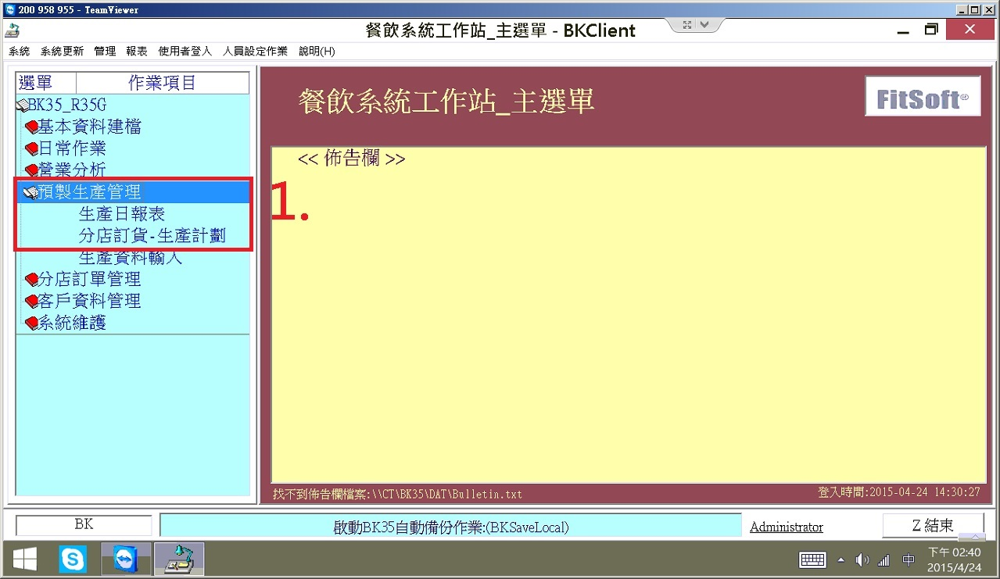 200 958 955 - TeamViewer
餐飲系統工作站_主選單 - BKClient
系統 系統更新 管理 報表 使用者登入 人員設定作業 說明(H)
選單 作業項目
BK35_R35G
基本資料建檔
日常作業
營業分析
預製生產管理
生產日報表
分店訂貨-生產計劃
生產資料輸入
分店訂單管理
客戶資料管理
系統維護
餐飲系統工作站_主選單
FitSoft®
<< 佈告欄 >>
1.
找不到佈告欄檔案:\\CT\BK35\DAT\Bulletin.txt
登入時間:2015-04-24 14:30:27
BK
啟動BK35自動備份作業:(BKSaveLocal)
Administrator
Z 結束
中
下午 02:40
2015/4/24